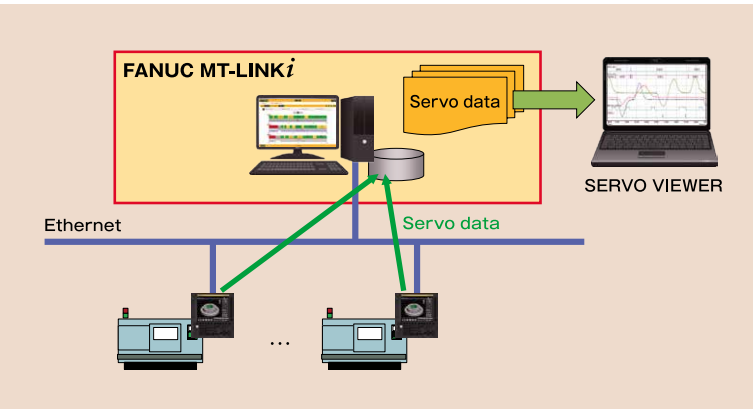 FANUC MT-LINKi
Servo data
SERVO VIEWER
Ethernet
Servo data
...